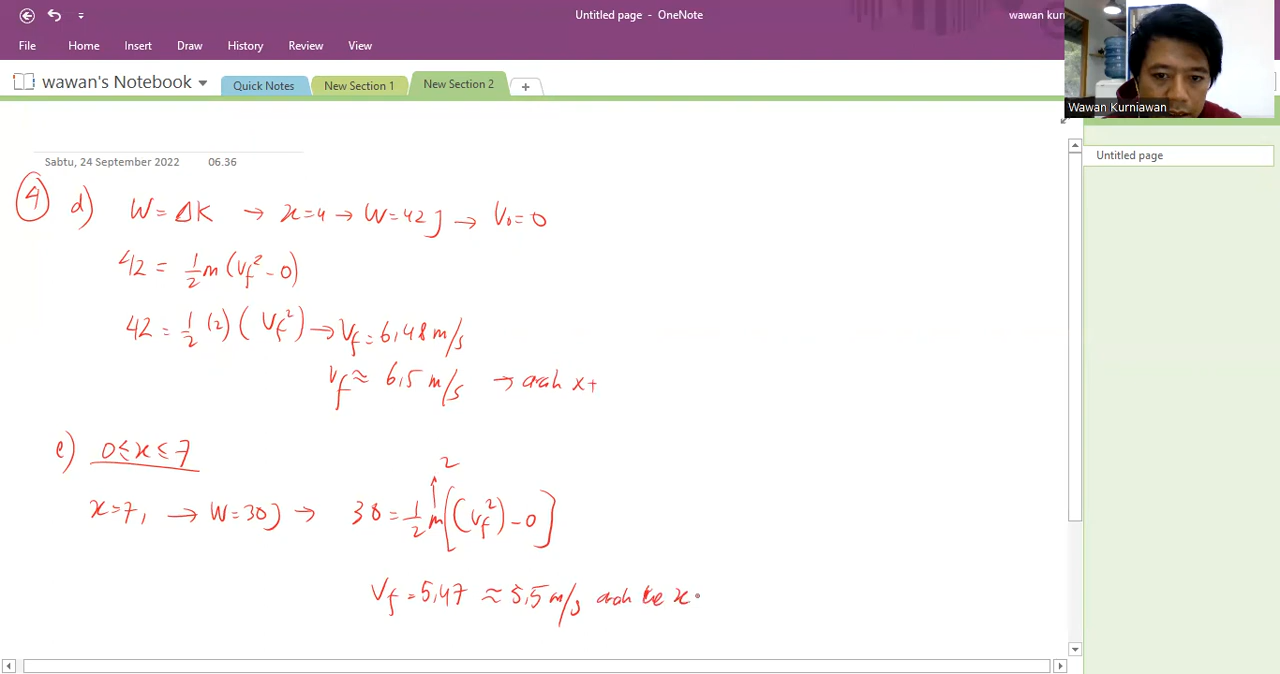 Untitled page - OneNote
wawan kurn
File Home Insert Draw History Review View
wawan's Notebook Quick Notes New Section 1 New Section 2 +
Wawan Kurniawan
Untitled page
Sabtu, 24 September 2022 06.36
4 d) W = ΔK → x=4 → W=42 J → V₀= 0
42 = 1/2 m (Vf² - 0)
42 = 1/2 (2) ( Vf² ) → Vf = 6,48 m/s
Vf ≈ 6,5 m/s → arah x+
e) 0 ≤ x ≤ 7
2
x=7, → W=30 J → 30 = 1/2 m [(Vf²) - 0]
Vf = 5,47 ≈ 5,5 m/s arah ke x